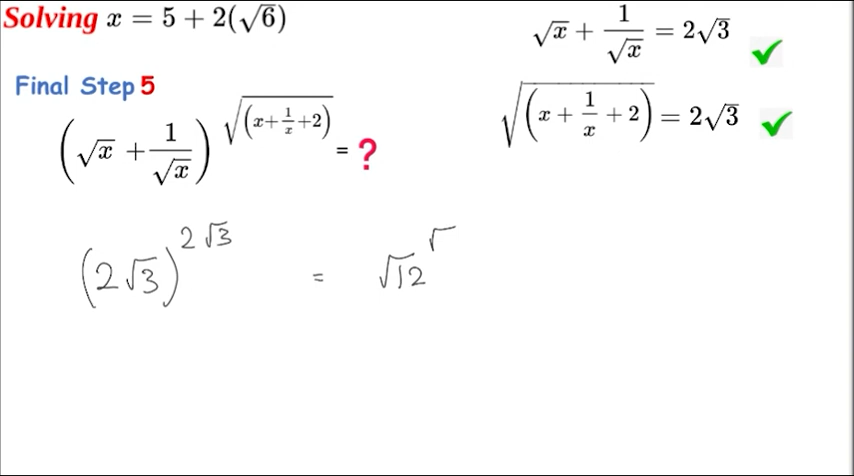 Solving x = 5 + 2(√6)
√x + 1/√x = 2√3
Final Step 5
√(x + 1/x + 2) = 2√3
(√x + 1/√x)^√(x + 1/x + 2) = ?
(2√3)^2√3 = √12^√